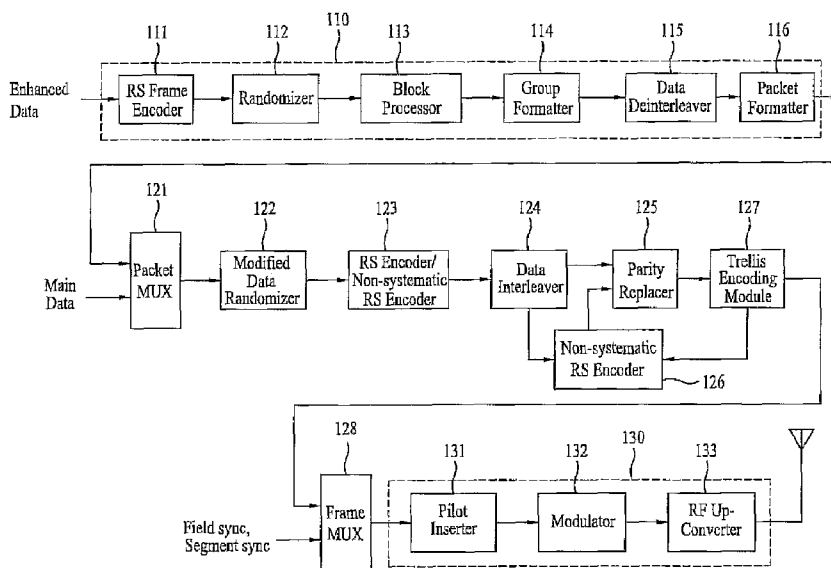 110
111
112
113
114
115
116
Enhanced
Data
RS Frame
Encoder
Randomizer
Block
Processor
Group
Formatter
Data
Deinterleaver
Packet
Formatter
121
122
123
124
125
127
Main
Data
Packet
MUX
Modified
Data
Randomizer
RS Encoder/
Non-systematic
RS Encoder
Data
Interleaver
Parity
Replacer
Trellis
Encoding
Module
Non-systematic
RS Encoder
126
128
131
132
130
133
Field sync,
Segment sync
Frame
MUX
Pilot
Inserter
Modulator
RF Up-
Converter